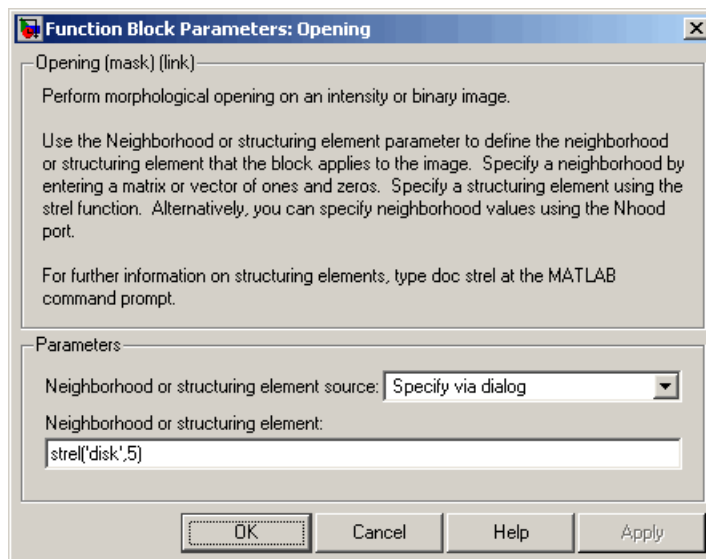 Function Block Parameters: Opening
Opening (mask) (link)
Perform morphological opening on an intensity or binary image.
Use the Neighborhood or structuring element parameter to define the neighborhood
or structuring element that the block applies to the image.  Specify a neighborhood by
entering a matrix or vector of ones and zeros.  Specify a structuring element using the
strel function.  Alternatively, you can specify neighborhood values using the Nhood
port.
For further information on structuring elements, type doc strel at the MATLAB
command prompt.
Parameters
Neighborhood or structuring element source: Specify via dialog
Neighborhood or structuring element:
strel('disk',5)
OK Cancel Help Apply